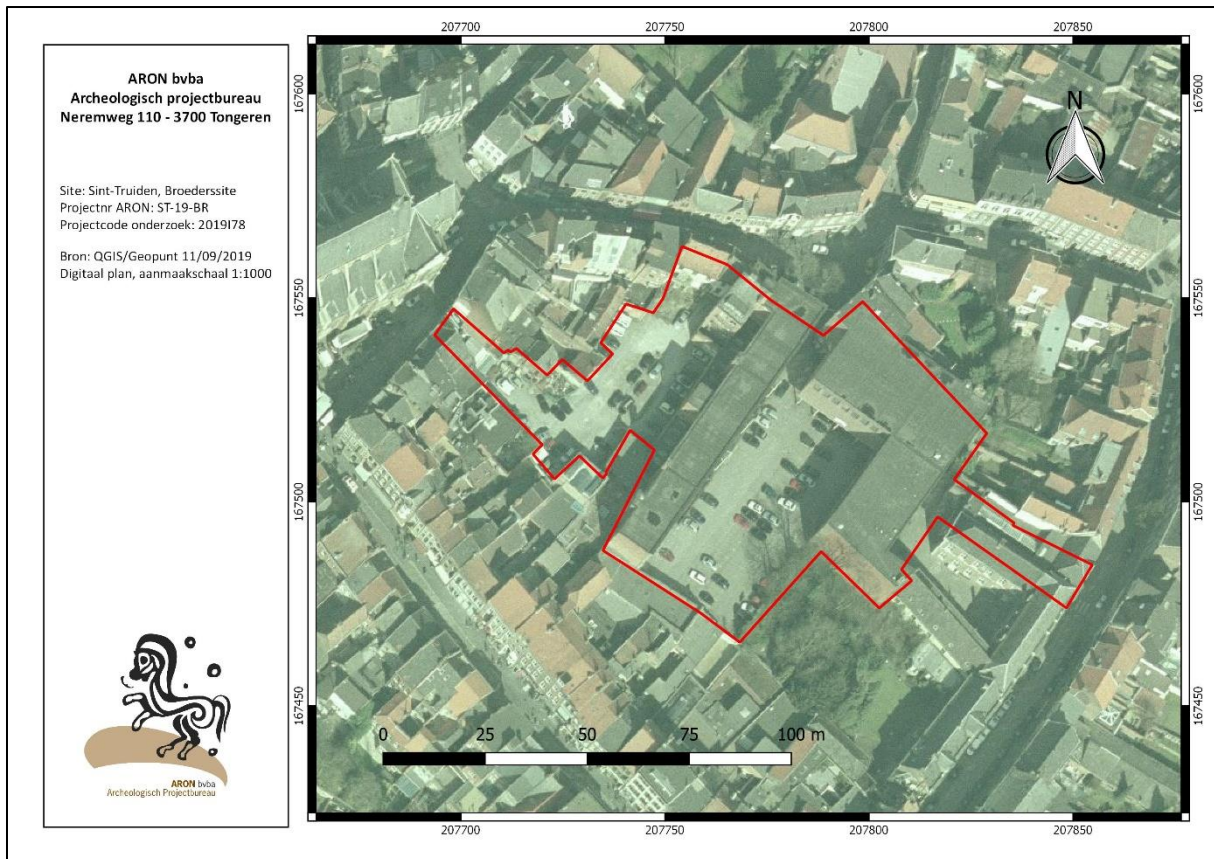 ARON bvba
Archeologisch projectbureau
Neremweg 110 - 3700 Tongeren
Site: Sint-Truiden, Broederssite
Projectnr ARON: ST-19-BR
Projectcode onderzoek: 2019I78
Bron: QGIS/Geopunt 11/09/2019
Digitaal plan, aanmaakschaal 1:1000
ARON bvba
Archeologisch Projectbureau
207700 207750 207800 207850
167600
167550
167500
167450
167600
167550
167500
167450
N
0 25 50 75 100 m
207700 207750 207800 207850